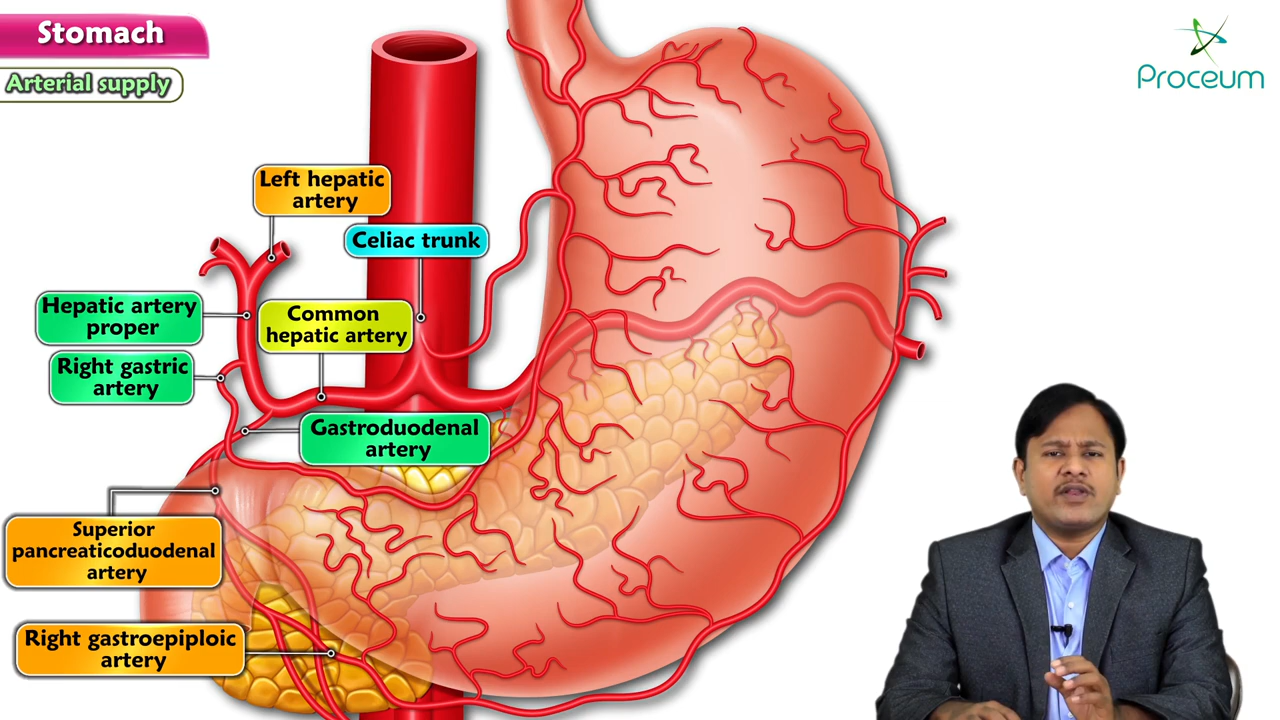 Stomach
Arterial supply
Proceum
Left hepatic
artery
Celiac trunk
Hepatic artery
proper
Common
hepatic artery
Right gastric
artery
Gastroduodenal
artery
Superior
pancreaticoduodenal
artery
Right gastroepiploic
artery